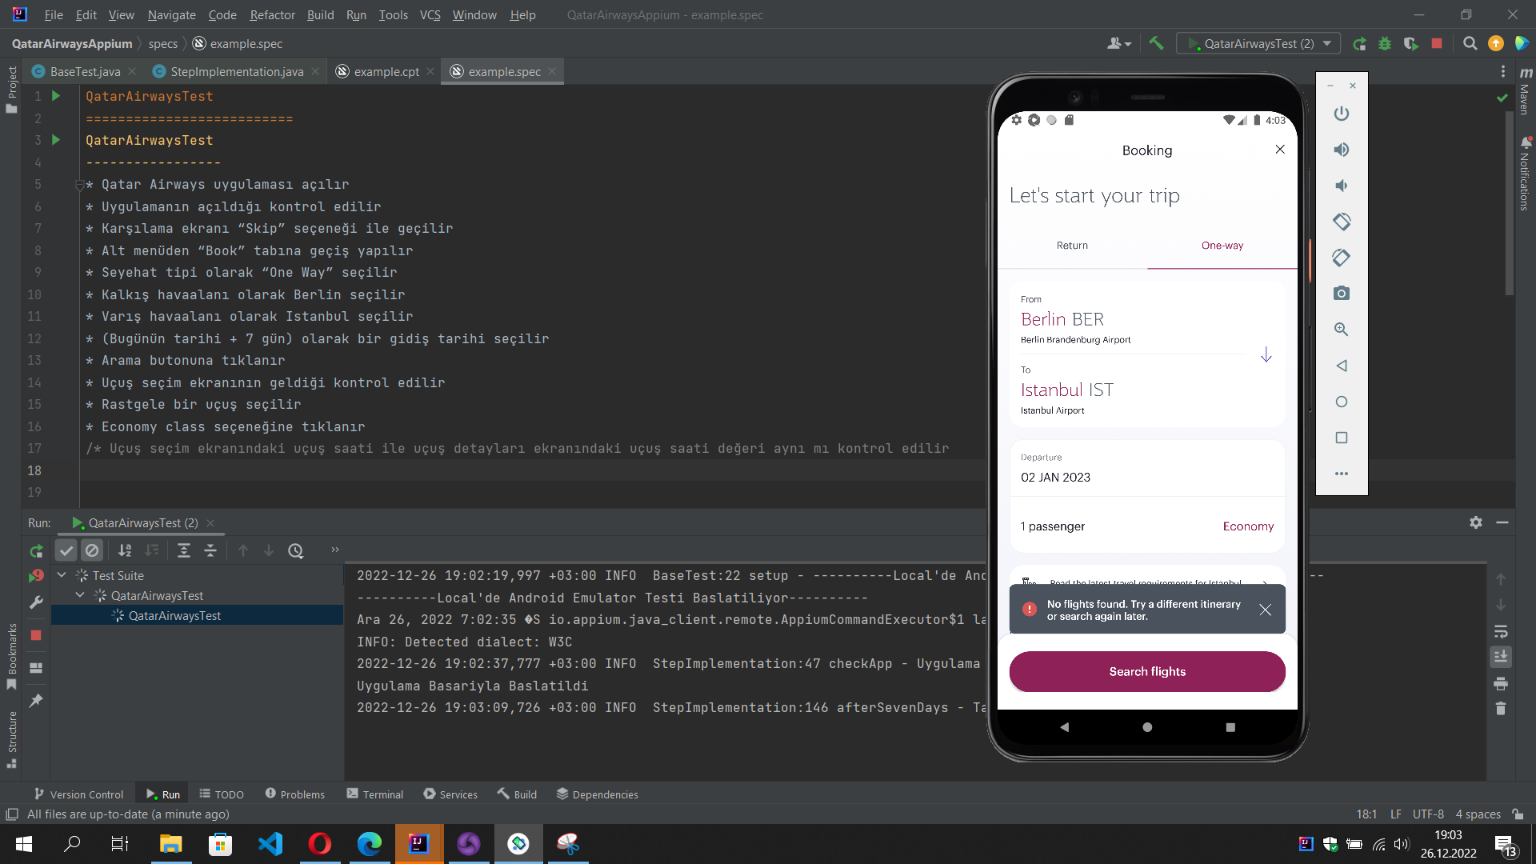 File Edit View Navigate Code Refactor Build Run Tools VCS Window Help QatarAirwaysAppium - example.spec
QatarAirwaysAppium specs example.spec
QatarAirwaysTest (2)
BaseTest.java StepImplementation.java example.cpt example.spec
Project
Maven
Notifications
Bookmarks
Structure
1 QatarAirwaysTest
2 ==========================
3 QatarAirwaysTest
4 -----------------
5 * Qatar Airways uygulaması açılır
6 * Uygulamanın açıldığı kontrol edilir
7 * Karşılama ekranı “Skip” seçeneği ile geçilir
8 * Alt menüden “Book” tabına geçiş yapılır
9 * Seyehat tipi olarak “One Way” seçilir
10 * Kalkış havaalanı olarak Berlin seçilir
11 * Varış havaalanı olarak Istanbul seçilir
12 * (Bugünün tarihi + 7 gün) olarak bir gidiş tarihi seçilir
13 * Arama butonuna tıklanır
14 * Uçuş seçim ekranının geldiği kontrol edilir
15 * Rastgele bir uçuş seçilir
16 * Economy class seçeneğine tıklanır
17 /* Uçuş seçim ekranındaki uçuş saati ile uçuş detayları ekranındaki uçuş saati değeri aynı mı kontrol edilir
18
19
4:03
Booking
Let's start your trip
Return One-way
From
Berlin BER
Berlin Brandenburg Airport
To
Istanbul IST
Istanbul Airport
Departure
02 JAN 2023
1 passenger Economy
Read the latest travel requirements for Istanbul
No flights found. Try a different itinerary
or search again later.
Search flights
Run: QatarAirwaysTest (2)
Test Suite
QatarAirwaysTest
QatarAirwaysTest
2022-12-26 19:02:19,997 +03:00 INFO BaseTest:22 setup - ----------Local'de And
----------Local'de Android Emulator Testi Baslatiliyor----------
Ara 26, 2022 7:02:35 �S io.appium.java_client.remote.AppiumCommandExecutor$1 la
INFO: Detected dialect: W3C
2022-12-26 19:02:37,777 +03:00 INFO StepImplementation:47 checkApp - Uygulama
Uygulama Basariyla Baslatildi
2022-12-26 19:03:09,726 +03:00 INFO StepImplementation:146 afterSevenDays - Ta
Version Control Run TODO Problems Terminal Services Build Dependencies
All files are up-to-date (a minute ago) 18:1 LF UTF-8 4 spaces
19:03
26.12.2022
13